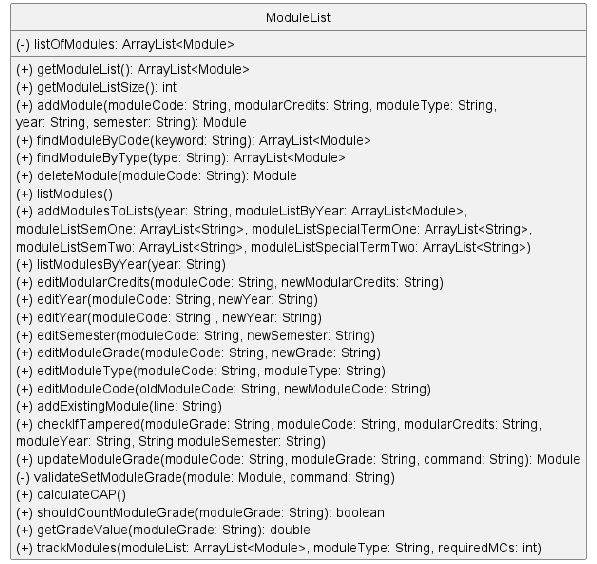 ModuleList
(-) listOfModules: ArrayList<Module>
(+) getModuleList(): ArrayList<Module>
(+) getModuleListSize(): int
(+) addModule(moduleCode: String, modularCredits: String, moduleType: String,
year: String, semester: String): Module
(+) findModuleByCode(keyword: String): ArrayList<Module>
(+) findModuleByType(type: String): ArrayList<Module>
(+) deleteModule(moduleCode: String): Module
(+) listModules()
(+) addModulesToLists(year: String, moduleListByYear: ArrayList<Module>,
moduleListSemOne: ArrayList<String>, moduleListSpecialTermOne: ArrayList<String>,
moduleListSemTwo: ArrayList<String>, moduleListSpecialTermTwo: ArrayList<String>)
(+) listModulesByYear(year: String)
(+) editModularCredits(moduleCode: String, newModularCredits: String)
(+) editYear(moduleCode: String, newYear: String)
(+) editYear(moduleCode: String , newYear: String)
(+) editSemester(moduleCode: String, newSemester: String)
(+) editModuleGrade(moduleCode: String, newGrade: String)
(+) editModuleType(moduleCode: String, moduleType: String)
(+) editModuleCode(oldModuleCode: String, newModuleCode: String)
(+) addExistingModule(line: String)
(+) checkIfTampered(moduleGrade: String, moduleCode: String, modularCredits: String,
moduleYear: String, String moduleSemester: String)
(+) updateModuleGrade(moduleCode: String, moduleGrade: String, command: String): Module
(-) validateSetModuleGrade(module: Module, command: String)
(+) calculateCAP()
(+) shouldCountModuleGrade(moduleGrade: String): boolean
(+) getGradeValue(moduleGrade: String): double
(+) trackModules(moduleList: ArrayList<Module>, moduleType: String, requiredMCs: int)